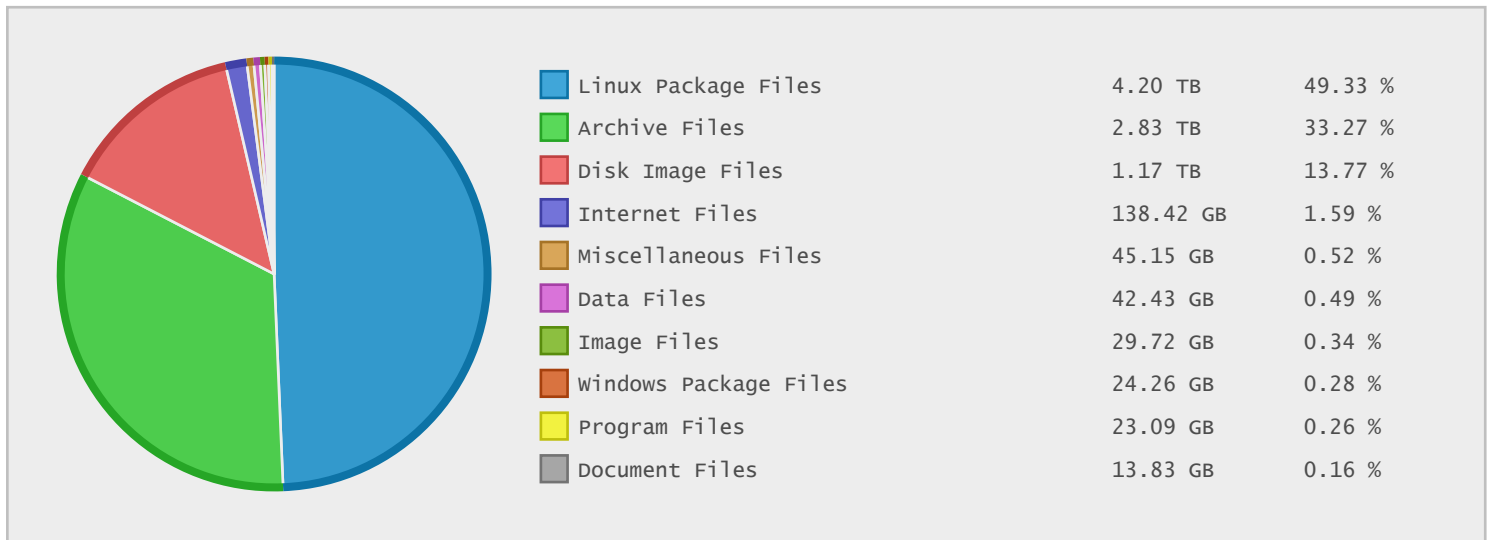 Linux Package Files 4.20 TB 49.33 %
Archive Files 2.83 TB 33.27 %
Disk Image Files 1.17 TB 13.77 %
Internet Files 138.42 GB 1.59 %
Miscellaneous Files 45.15 GB 0.52 %
Data Files 42.43 GB 0.49 %
Image Files 29.72 GB 0.34 %
Windows Package Files 24.26 GB 0.28 %
Program Files 23.09 GB 0.26 %
Document Files 13.83 GB 0.16 %